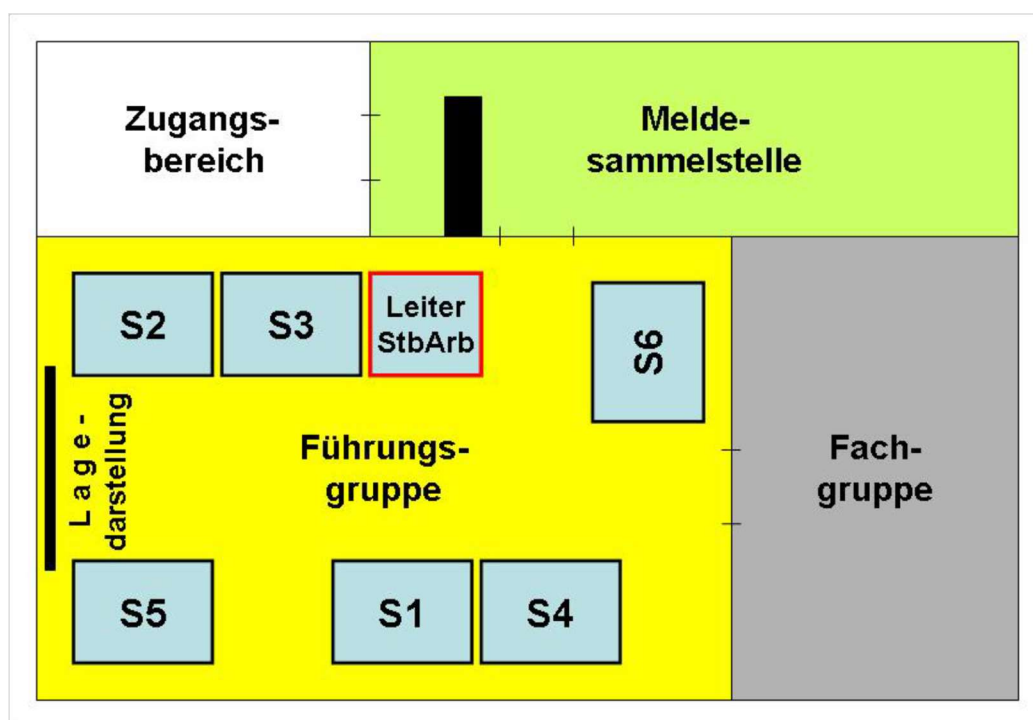 Zugangs-
bereich
Melde-
sammelstelle
S2
S3
Leiter
StbArb
S6
Lage-
darstellung
Führungs-
gruppe
Fach-
gruppe
S5
S1
S4